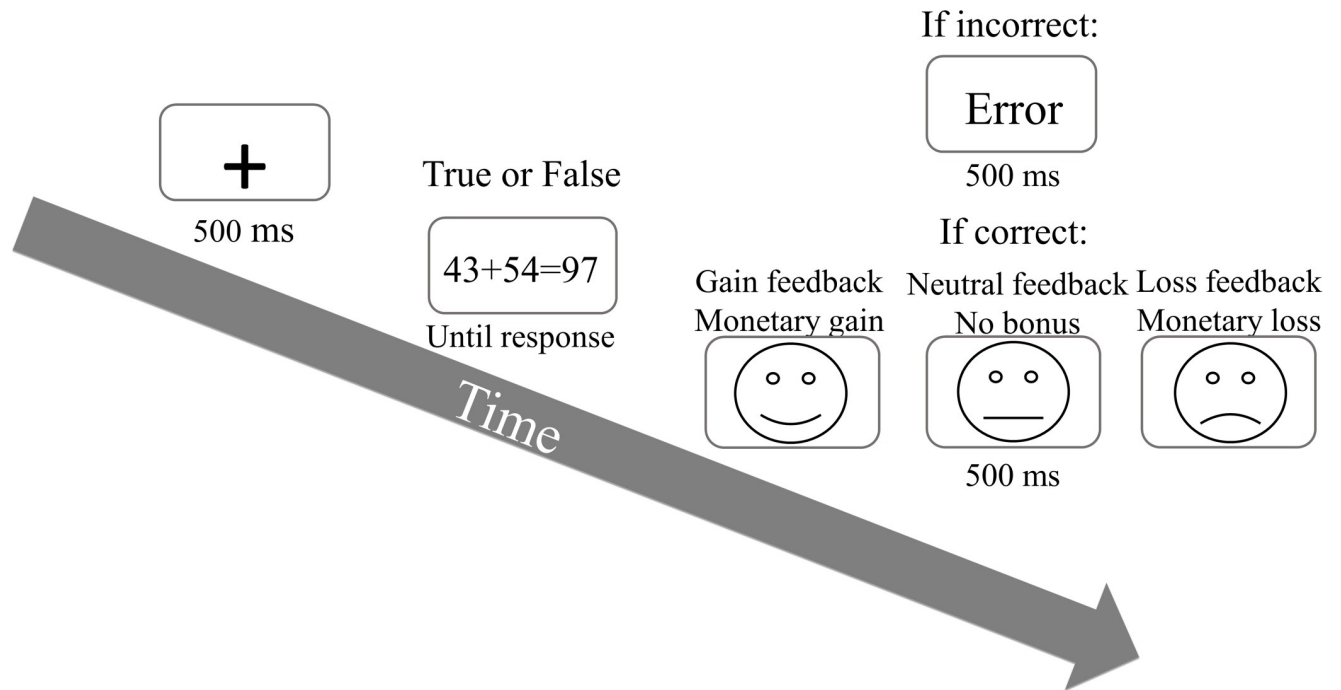 +
500 ms
True or False
43+54=97
Until response
Time
If incorrect:
Error
500 ms
If correct:
Gain feedback
Monetary gain
Neutral feedback
No bonus
Loss feedback
Monetary loss
500 ms